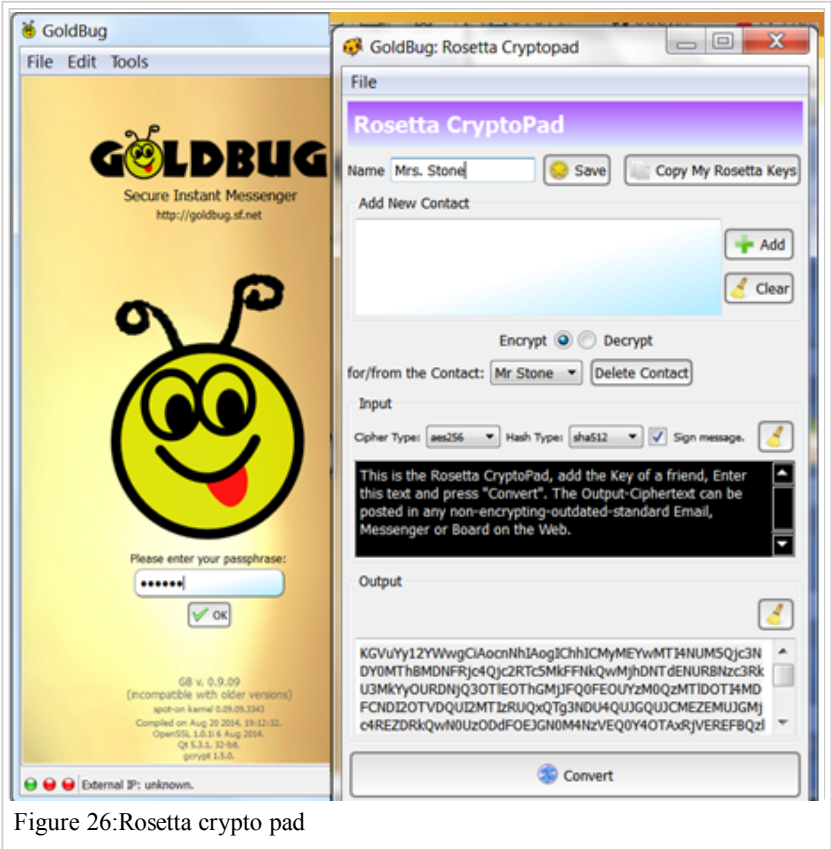 GoldBug
File Edit Tools
GOLDBUG
Secure Instant Messenger
http://goldbug.sf.net
Please enter your passphrase:
••••••
OK
GB v. 0.9.09
(incompatible with older versions)
spot-on kernel 0.09.09.3343
Compiled on Aug 20 2014, 19:12:32.
OpenSSL 1.0.1i 6 Aug 2014.
Qt 5.3.1, 32-bit.
gcrypt 1.5.0.
External IP: unknown.
GoldBug: Rosetta Cryptopad
File
Rosetta CryptoPad
Name Mrs. Stone Save Copy My Rosetta Keys
Add New Contact
Add
Clear
Encrypt Decrypt
for/from the Contact: Mr Stone Delete Contact
Input
Cipher Type: aes256 Hash Type: sha512 Sign message.
This is the Rosetta CryptoPad, add the Key of a friend, Enter
this text and press "Convert". The Output-Ciphertext can be
posted in any non-encrypting-outdated-standard Email,
Messenger or Board on the Web.
Output
Convert
Figure 26:Rosetta crypto pad